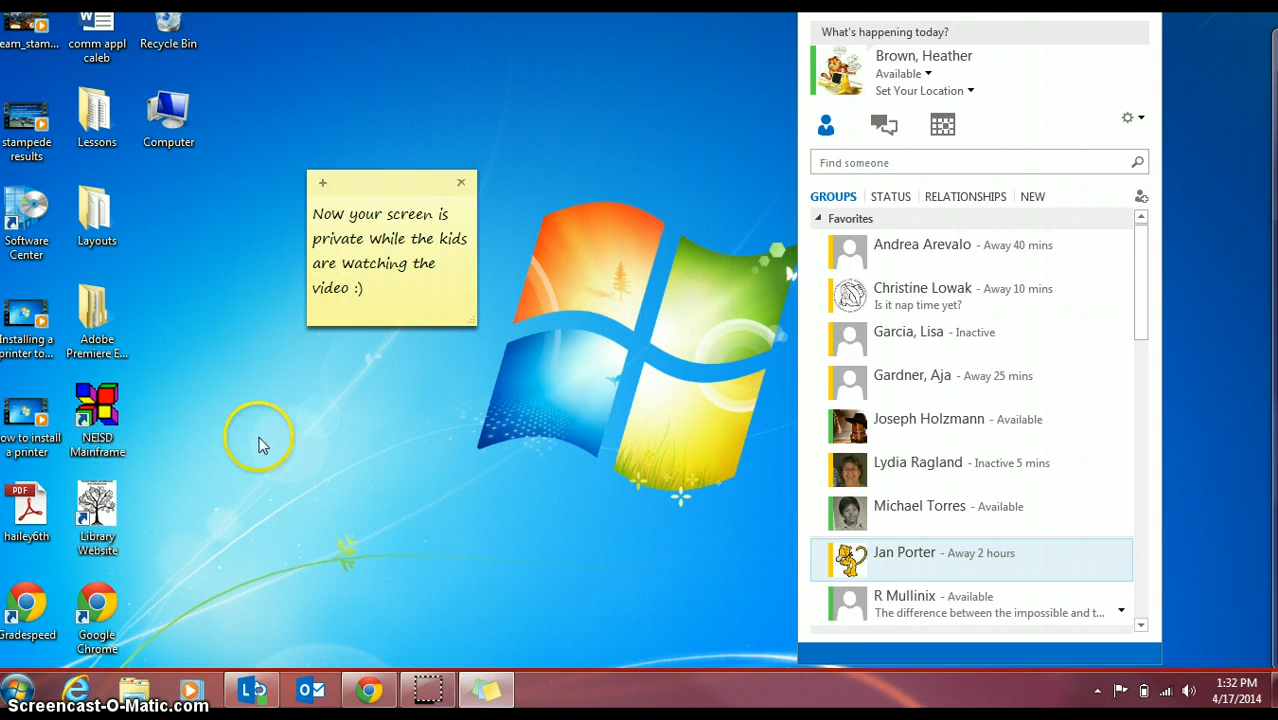 eam_stam...
comm appl
caleb
Recycle Bin
stampede
results
Lessons
Computer
Software
Center
Layouts
Installing a
printer to...
Adobe
Premiere E...
ow to install
a printer
NEISD
Mainframe
PDF
hailey6th
Library
Website
Gradespeed
Google
Chrome
+ ×
Now your screen is
private while the kids
are watching the
video :)
What's happening today?
Brown, Heather
Available
Set Your Location
Find someone
GROUPS STATUS RELATIONSHIPS NEW
Favorites
Andrea Arevalo - Away 40 mins
Christine Lowak - Away 10 mins
Is it nap time yet?
Garcia, Lisa - Inactive
Gardner, Aja - Away 25 mins
Joseph Holzmann - Available
Lydia Ragland - Inactive 5 mins
Michael Torres - Available
Jan Porter - Away 2 hours
R Mullinix - Available
The difference between the impossible and t...
1:32 PM
4/17/2014
Screencast-O-Matic.com